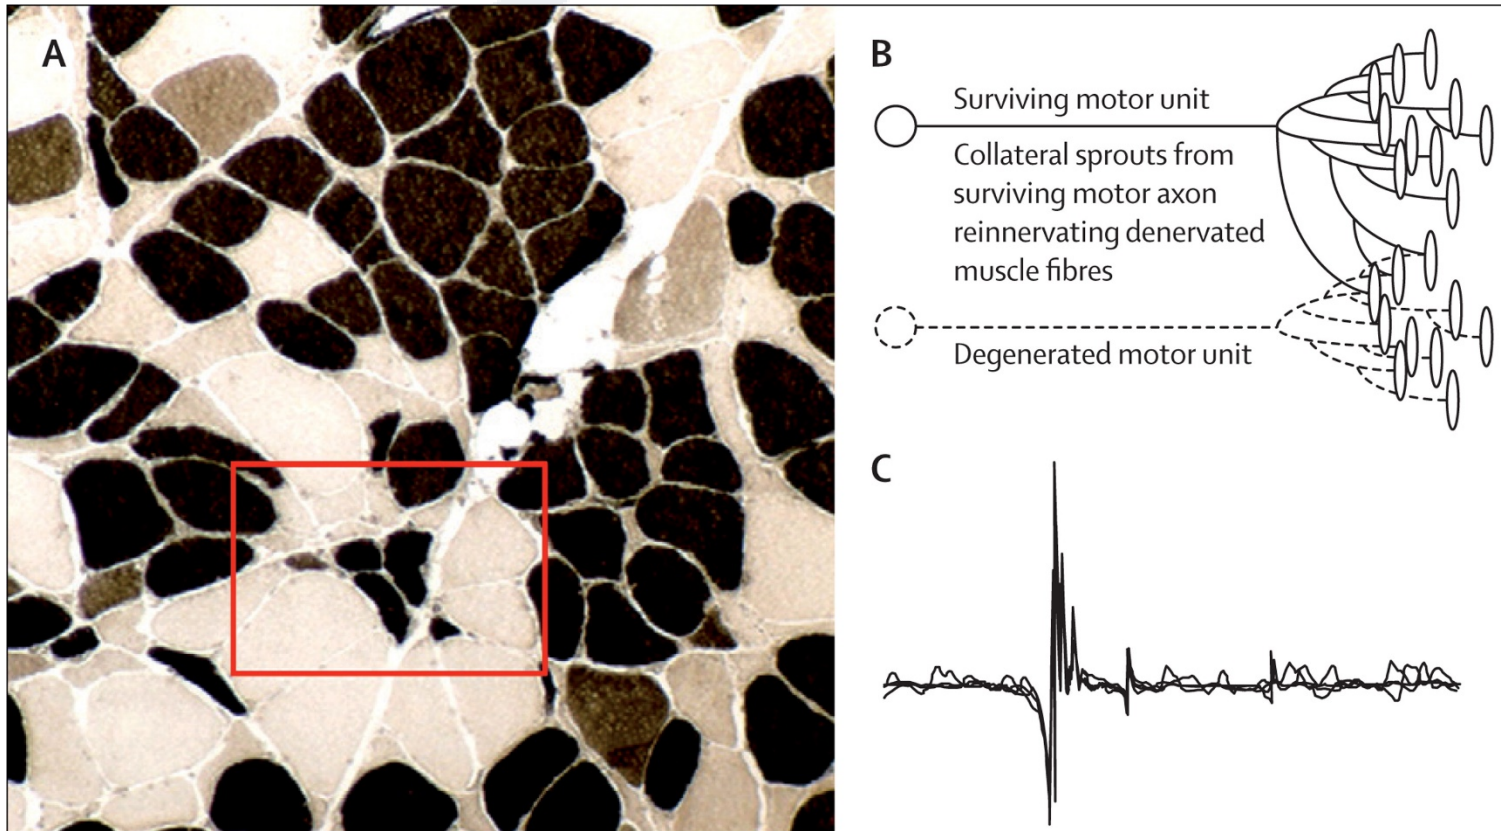 A
B
Surviving motor unit
Collateral sprouts from
surviving motor axon
reinnervating denervated
muscle fibres
Degenerated motor unit
C